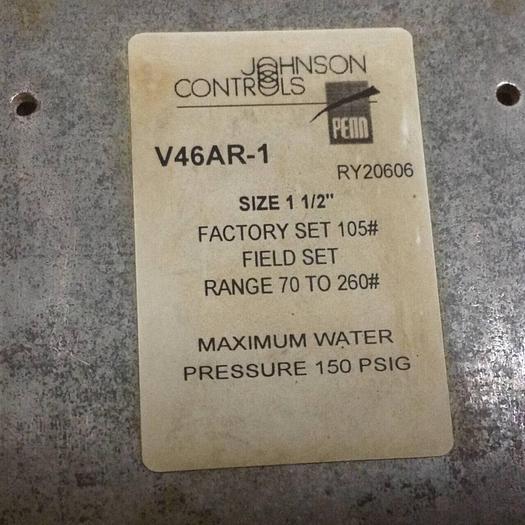 JOHNSON
CONTROLS
PENN
V46AR-1
RY20606
SIZE 1 1/2"
FACTORY SET 105#
FIELD SET
RANGE 70 TO 260#
MAXIMUM WATER
PRESSURE 150 PSIG